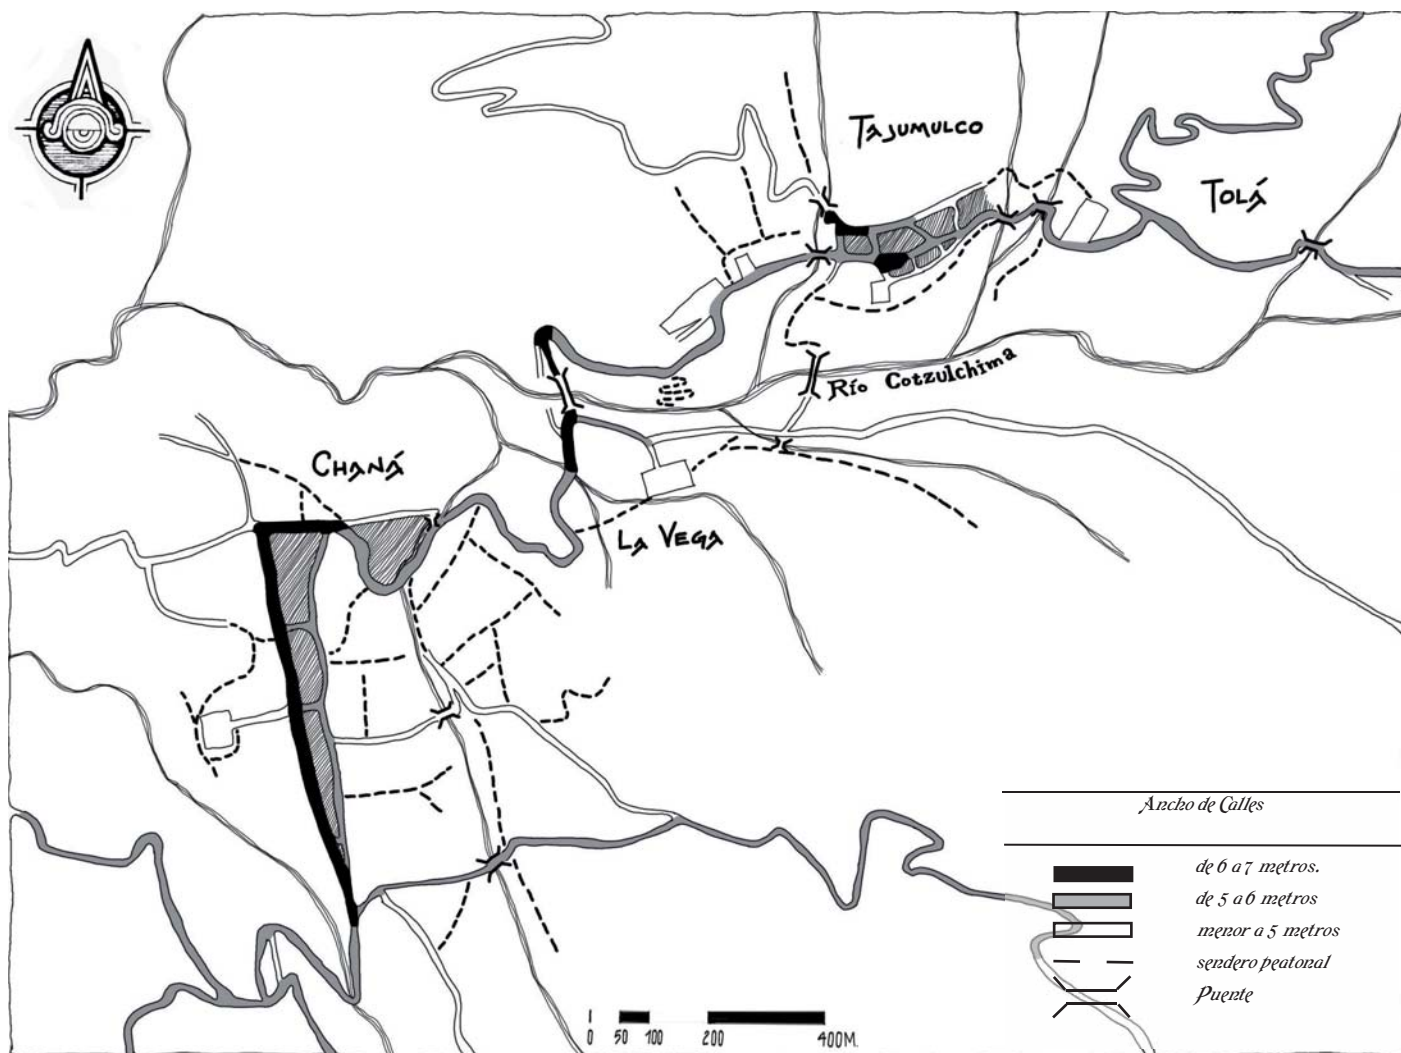 TAJUMULCO
TOLÁ
Río Cotzulchima
CHANÁ
LA VEGA
Ancho de Calles
de 6 a 7 metros.
de 5 a 6 metros
menor a 5 metros
sendero peatonal
Puente
0 50 100 200 400M.